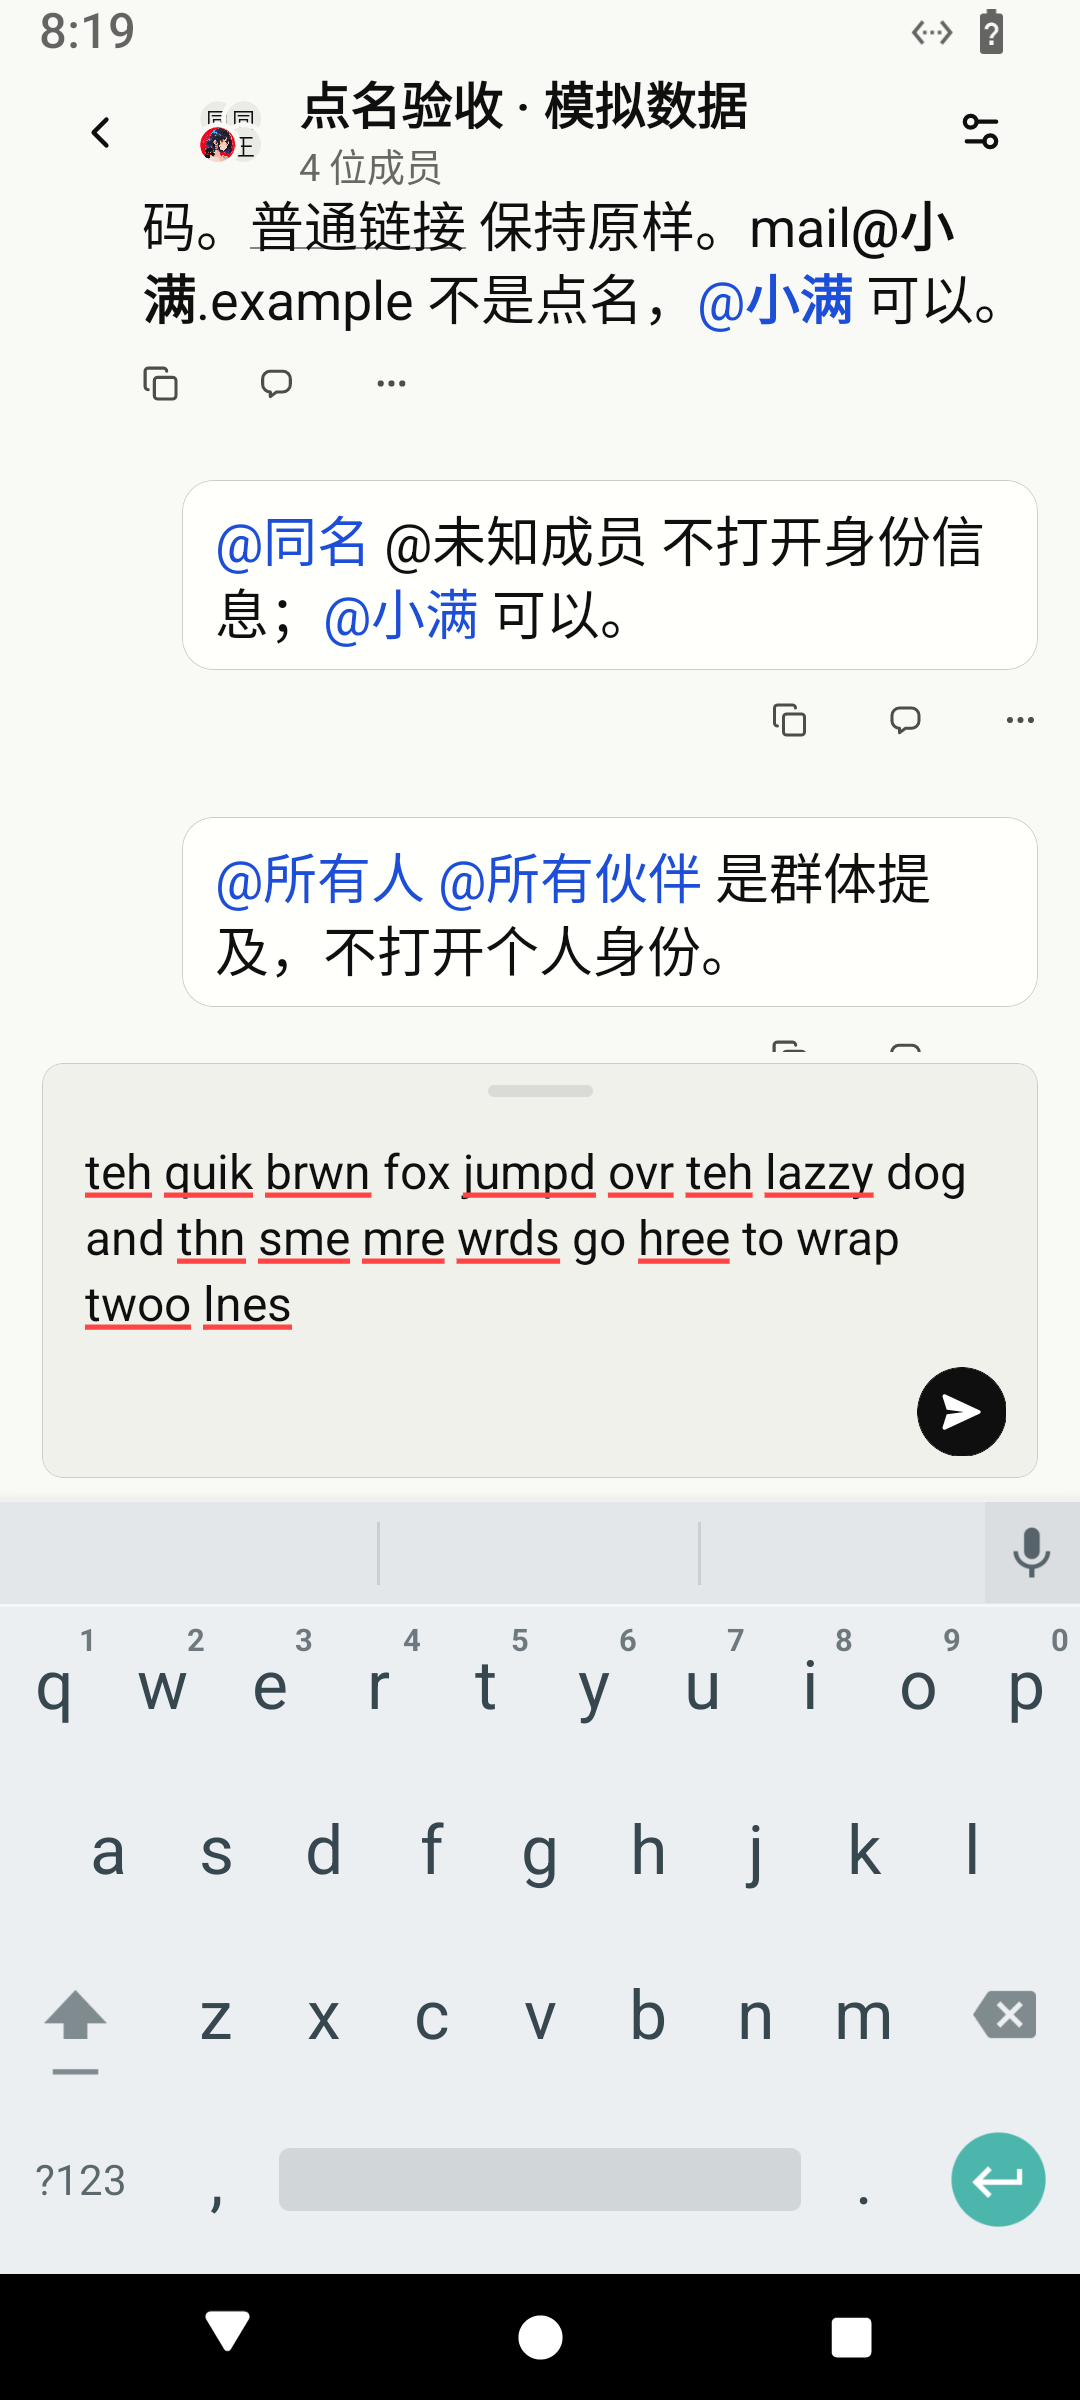 8:19
点名验收 · 模拟数据
4 位成员
码。普通链接 保持原样。mail@小
满.example 不是点名，@小满 可以。
@同名 @未知成员 不打开身份信
息；@小满 可以。
@所有人 @所有伙伴 是群体提
及，不打开个人身份。
teh quik brwn fox jumpd ovr teh lazzy dog
and thn sme mre wrds go hree to wrap
twoo lnes
1 2 3 4 5 6 7 8 9 0
q w e r t y u i o p
a s d f g h j k l
z x c v b n m
?123 , .